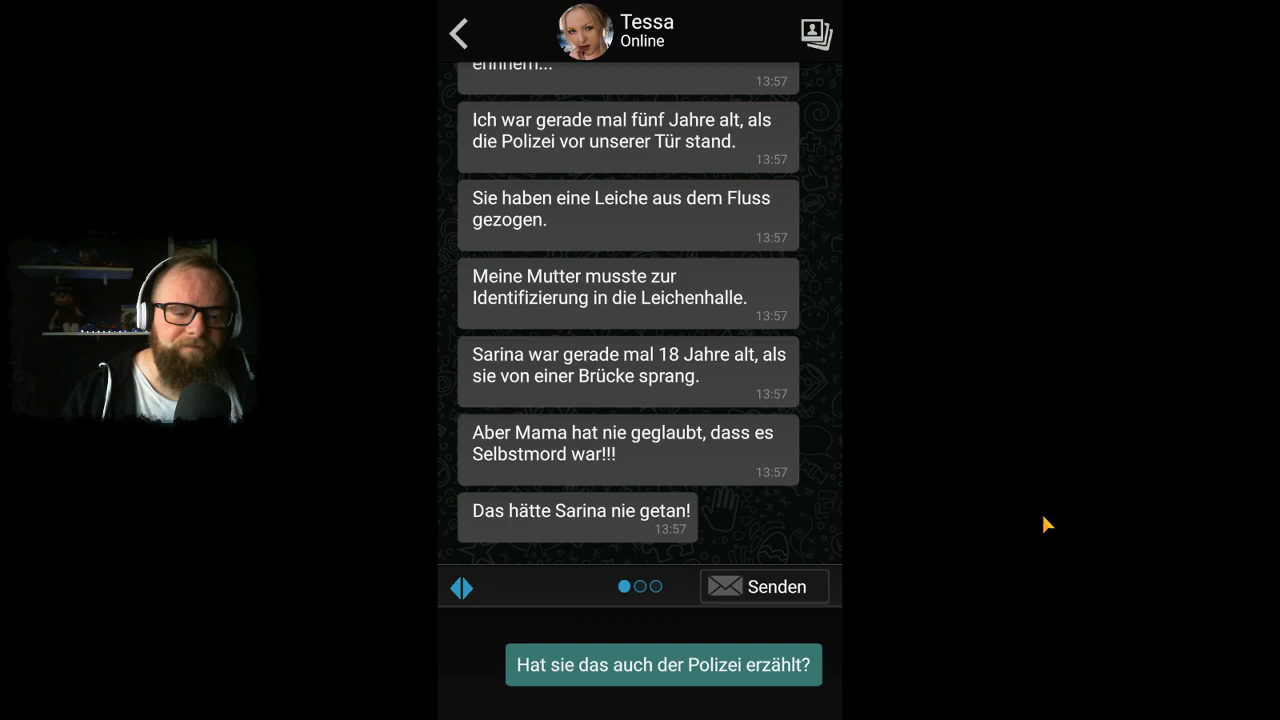 Tessa
Online
erinnern...
13:57
Ich war gerade mal fünf Jahre alt, als
die Polizei vor unserer Tür stand.
13:57
Sie haben eine Leiche aus dem Fluss
gezogen.
13:57
Meine Mutter musste zur
Identifizierung in die Leichenhalle.
13:57
Sarina war gerade mal 18 Jahre alt, als
sie von einer Brücke sprang.
13:57
Aber Mama hat nie geglaubt, dass es
Selbstmord war!!!
13:57
Das hätte Sarina nie getan!
13:57
Senden
Hat sie das auch der Polizei erzählt?